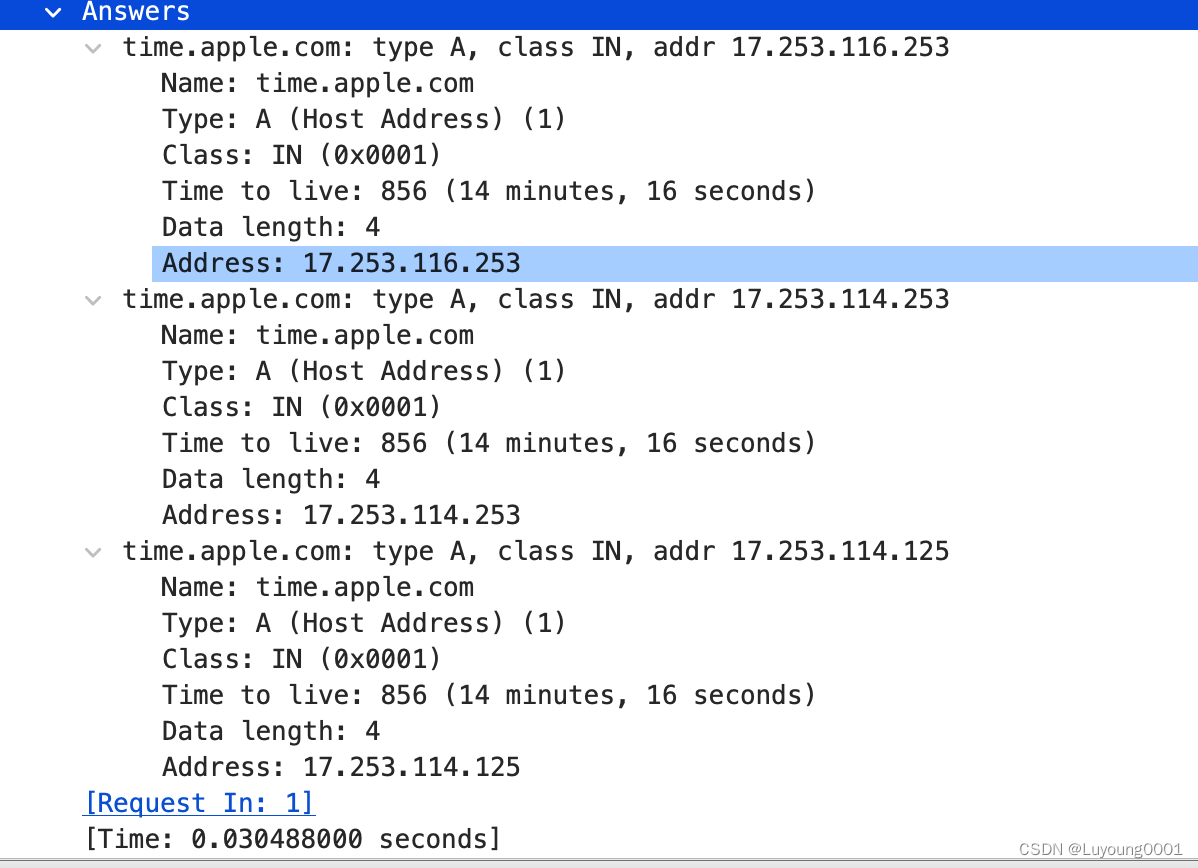 Answers
time.apple.com: type A, class IN, addr 17.253.116.253
Name: time.apple.com
Type: A (Host Address) (1)
Class: IN (0x0001)
Time to live: 856 (14 minutes, 16 seconds)
Data length: 4
Address: 17.253.116.253
time.apple.com: type A, class IN, addr 17.253.114.253
Name: time.apple.com
Type: A (Host Address) (1)
Class: IN (0x0001)
Time to live: 856 (14 minutes, 16 seconds)
Data length: 4
Address: 17.253.114.253
time.apple.com: type A, class IN, addr 17.253.114.125
Name: time.apple.com
Type: A (Host Address) (1)
Class: IN (0x0001)
Time to live: 856 (14 minutes, 16 seconds)
Data length: 4
Address: 17.253.114.125
[Request In: 1]
[Time: 0.030488000 seconds]
CSDN @Luyoung0001